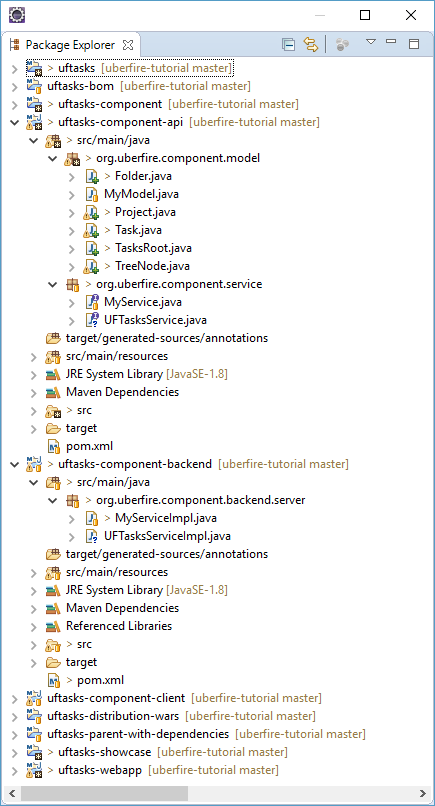 Package Explorer
> uftasks [uberfire-tutorial master]
uftasks-bom [uberfire-tutorial master]
> uftasks-component [uberfire-tutorial master]
> uftasks-component-api [uberfire-tutorial master]
> src/main/java
> org.uberfire.component.model
> Folder.java
MyModel.java
> Project.java
> Task.java
> TasksRoot.java
> TreeNode.java
> org.uberfire.component.service
MyService.java
UFTasksService.java
target/generated-sources/annotations
src/main/resources
JRE System Library [JavaSE-1.8]
Maven Dependencies
> src
target
pom.xml
> uftasks-component-backend [uberfire-tutorial master]
> src/main/java
> org.uberfire.component.backend.server
> MyServiceImpl.java
UFTasksServiceImpl.java
target/generated-sources/annotations
src/main/resources
JRE System Library [JavaSE-1.8]
Maven Dependencies
Referenced Libraries
> src
target
> pom.xml
uftasks-component-client [uberfire-tutorial master]
uftasks-distribution-wars [uberfire-tutorial master]
uftasks-parent-with-dependencies [uberfire-tutorial master]
> uftasks-showcase [uberfire-tutorial master]
> uftasks-webapp [uberfire-tutorial master]